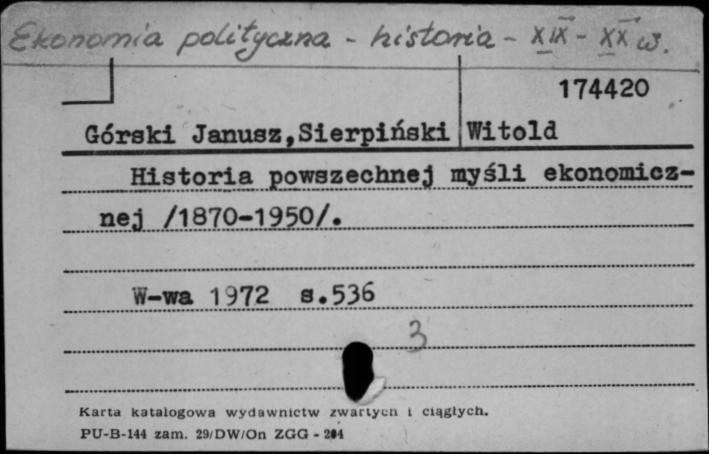 Ekonomia polityczna - historia - XIX - XX w.
174420
Górski Janusz,Sierpiński Witold
Historia powszechnej myśli ekonomicz-
nej /1870-1950/.
W-wa 1972 s.536
3
Karta katalogowa wydawnictw zwartych i ciągłych.
PU-B-144 zam. 29/DW/On ZGG - 204